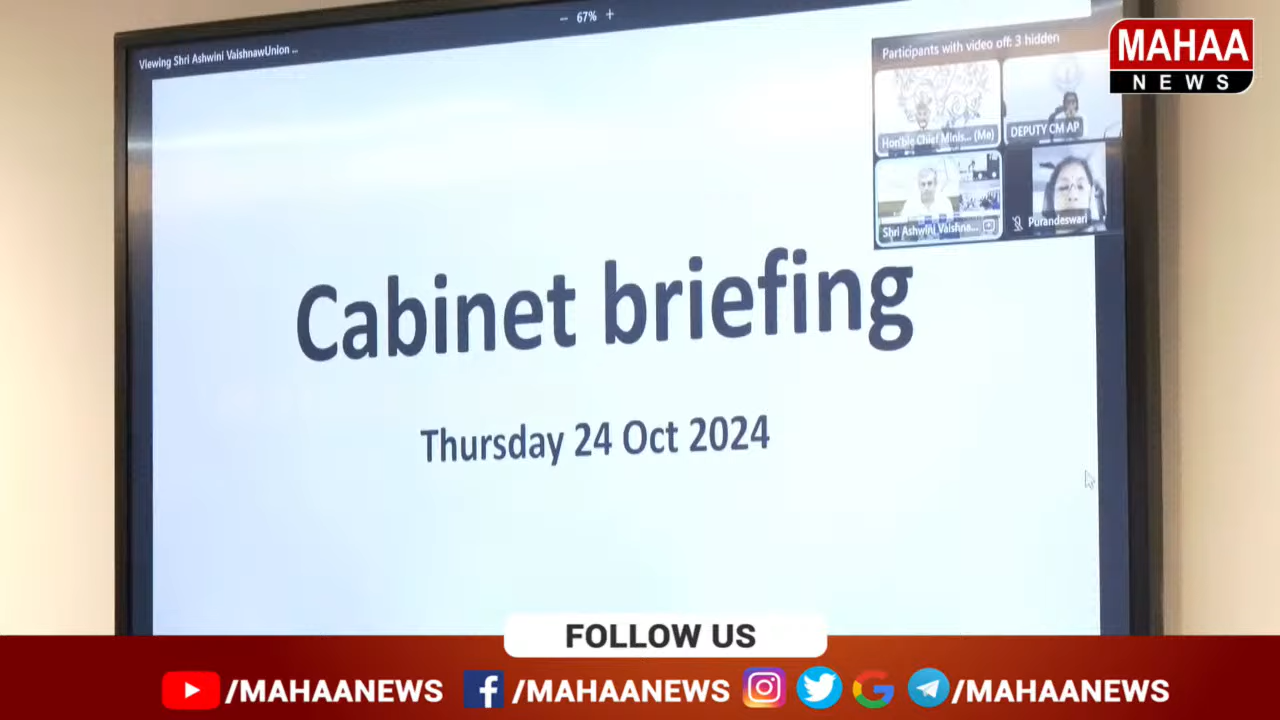 67%
Viewing Shri Ashwini VaishnawUnion ...
Participants with video off: 3 hidden
Hon'ble Chief Minis... (Me)
DEPUTY CM AP
Shri Ashwini Vaishna...
Purandeswari
MAHAA
NEWS
Cabinet briefing
Thursday 24 Oct 2024
FOLLOW US
/MAHAANEWS
/MAHAANEWS
/MAHAANEWS